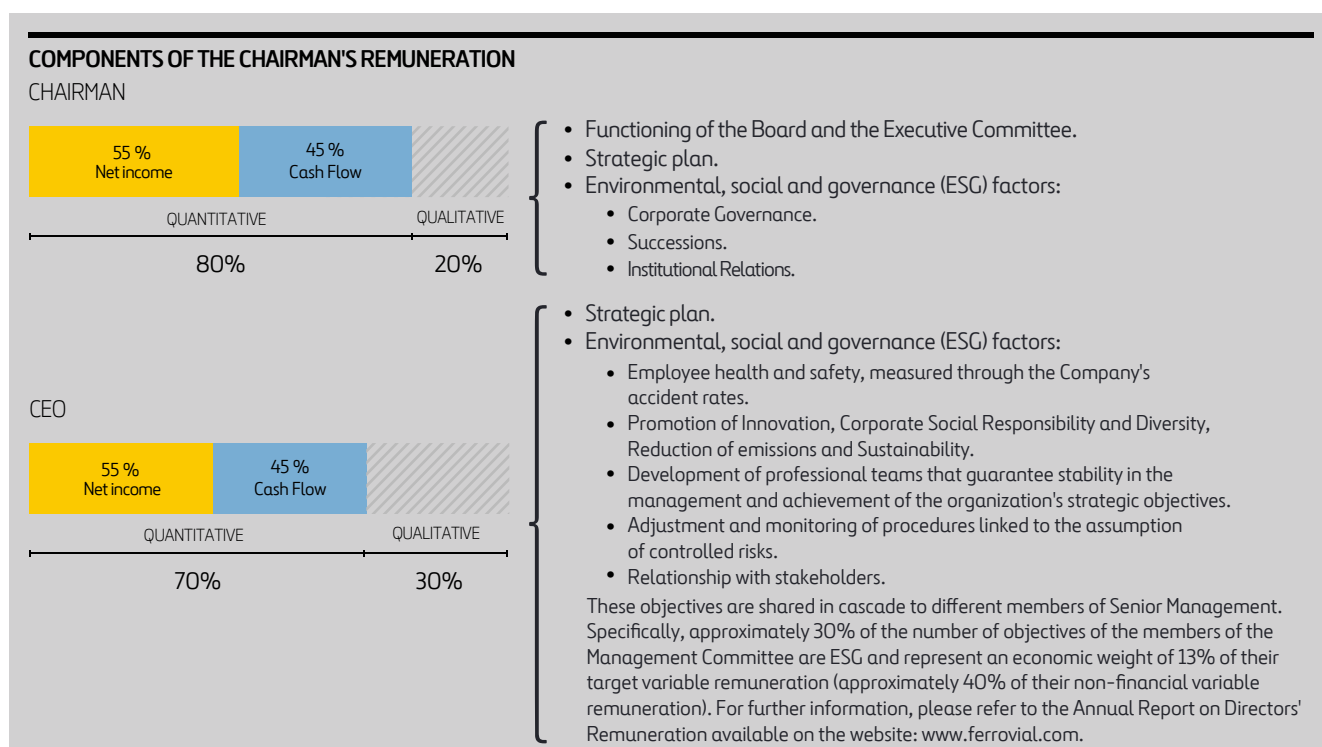 COMPONENTS OF THE CHAIRMAN'S REMUNERATION
CHAIRMAN
55 %
Net income
45 %
Cash Flow
QUANTITATIVE
QUALITATIVE
80%
20%
• Functioning of the Board and the Executive Committee.
• Strategic plan.
• Environmental, social and governance (ESG) factors:
• Corporate Governance.
• Successions.
• Institutional Relations.
CEO
55 %
Net income
45 %
Cash Flow
QUANTITATIVE
QUALITATIVE
70%
30%
• Strategic plan.
• Environmental, social and governance (ESG) factors:
• Employee health and safety, measured through the Company's
accident rates.
• Promotion of Innovation, Corporate Social Responsibility and Diversity,
Reduction of emissions and Sustainability.
• Development of professional teams that guarantee stability in the
management and achievement of the organization's strategic objectives.
• Adjustment and monitoring of procedures linked to the assumption
of controlled risks.
• Relationship with stakeholders.
These objectives are shared in cascade to different members of Senior Management.
Specifically, approximately 30% of the number of objectives of the members of the
Management Committee are ESG and represent an economic weight of 13% of their
target variable remuneration (approximately 40% of their non-financial variable
remuneration). For further information, please refer to the Annual Report on Directors'
Remuneration available on the website: www.ferrovial.com.